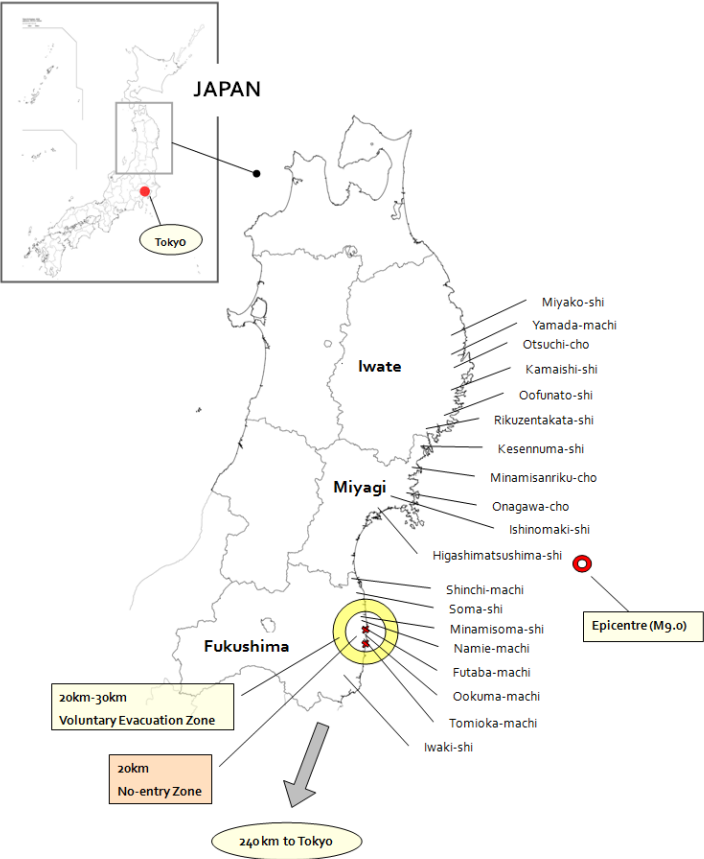 JAPAN
Tokyo
Miyako-shi
Yamada-machi
Otsuchi-cho
Iwate
Kamaishi-shi
Oofunato-shi
Rikuzentakata-shi
Kesennuma-shi
Minamisanriku-cho
Miyagi
Onagawa-cho
Ishinomaki-shi
Higashimatsushima-shi
Shinchi-machi
Soma-shi
Epicentre (M9.0)
Minamisoma-shi
Fukushima
Namie-machi
Futaba-machi
20km-30km
Voluntary Evacuation Zone
Ookuma-machi
Tomioka-machi
Iwaki-shi
20km
No-entry Zone
240km to Tokyo